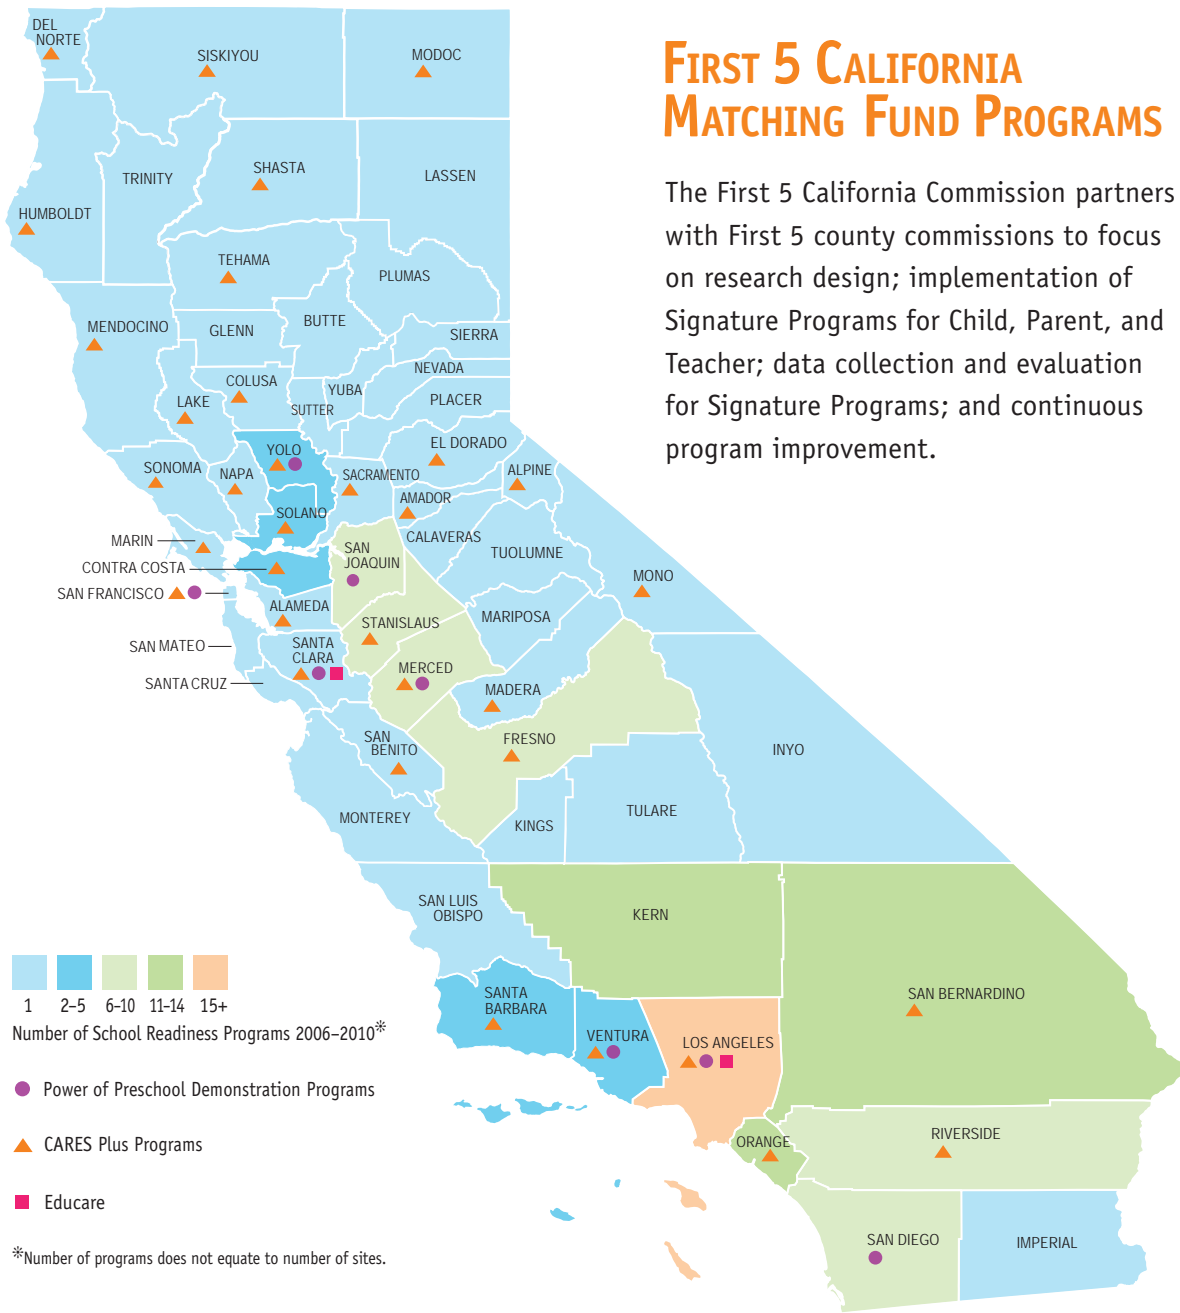 FIRST 5 CALIFORNIA
MATCHING FUND PROGRAMS
The First 5 California Commission partners
with First 5 county commissions to focus
on research design; implementation of
Signature Programs for Child, Parent, and
Teacher; data collection and evaluation
for Signature Programs; and continuous
program improvement.
DEL
NORTE
SISKIYOU
MODOC
TRINITY
SHASTA
LASSEN
HUMBOLDT
TEHAMA
PLUMAS
MENDOCINO
GLENN
BUTTE
SIERRA
NEVADA
COLUSA
YUBA
PLACER
LAKE
SUTTER
EL DORADO
YOLO
SONOMA
NAPA
SACRAMENTO
ALPINE
AMADOR
SOLANO
MARIN
CALAVERAS
SAN
JOAQUIN
TUOLUMNE
CONTRA COSTA
MONO
SAN FRANCISCO
ALAMEDA
MARIPOSA
STANISLAUS
SAN MATEO
SANTA
CLARA
MERCED
SANTA CRUZ
MADERA
SAN
BENITO
FRESNO
INYO
MONTEREY
KINGS
TULARE
SAN LUIS
OBISPO
KERN
SAN BERNARDINO
SANTA
BARBARA
VENTURA
LOS ANGELES
ORANGE
RIVERSIDE
SAN DIEGO
IMPERIAL
1 2–5 6–10 11–14 15+
Number of School Readiness Programs 2006–2010※
Power of Preschool Demonstration Programs
CARES Plus Programs
Educare
※Number of programs does not equate to number of sites.